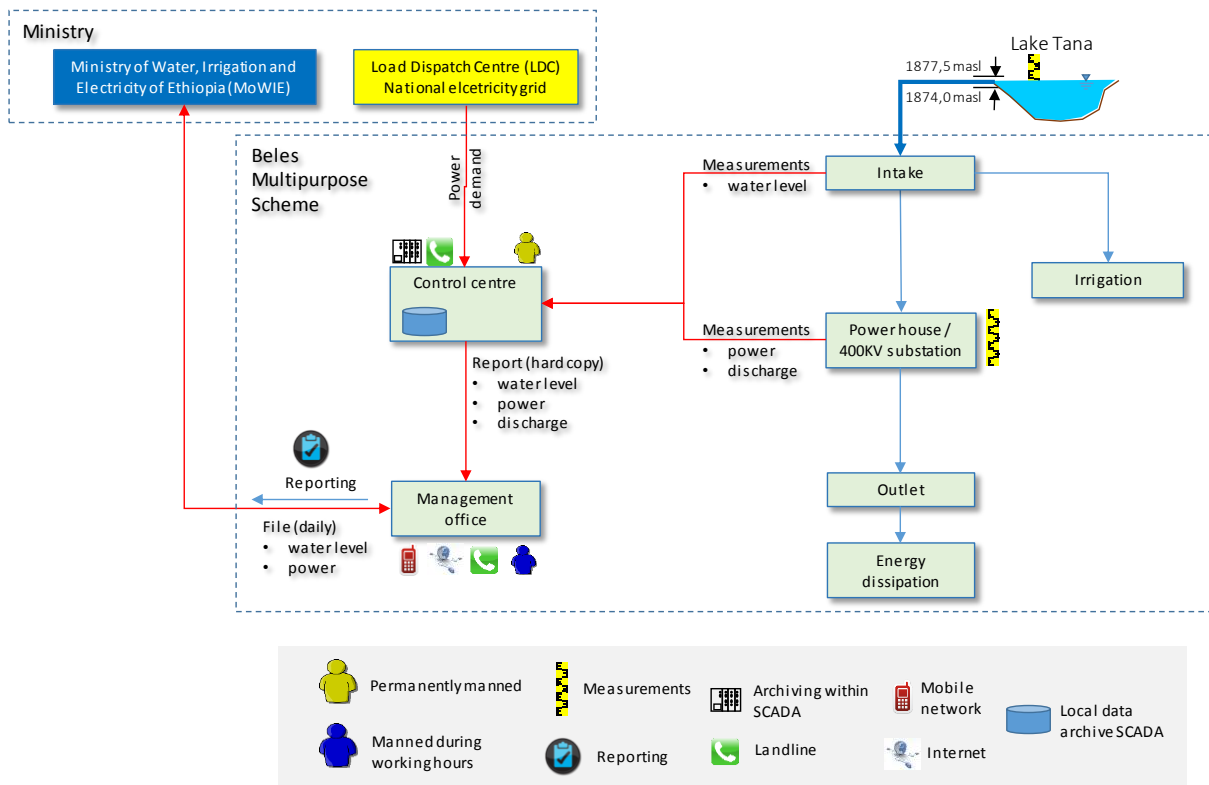 Ministry
Ministry of Water, Irrigation and
Electricity of Ethiopia (MoWIE)
Load Dispatch Centre (LDC)
National elcetricity grid
Lake Tana
1877,5 masl
1874,0 masl
Beles
Multipurpose
Scheme
Power
demand
Measurements
• water level
Intake
Irrigation
Control centre
Measurements
• power
• discharge
Power house /
400KV substation
Report (hard copy)
• water level
• power
• discharge
Reporting
Management
office
File (daily)
• water level
• power
Outlet
Energy
dissipation
Permanently manned
Manned during
working hours
Measurements
Reporting
Archiving within
SCADA
Landline
Mobile
network
Internet
Local data
archive SCADA